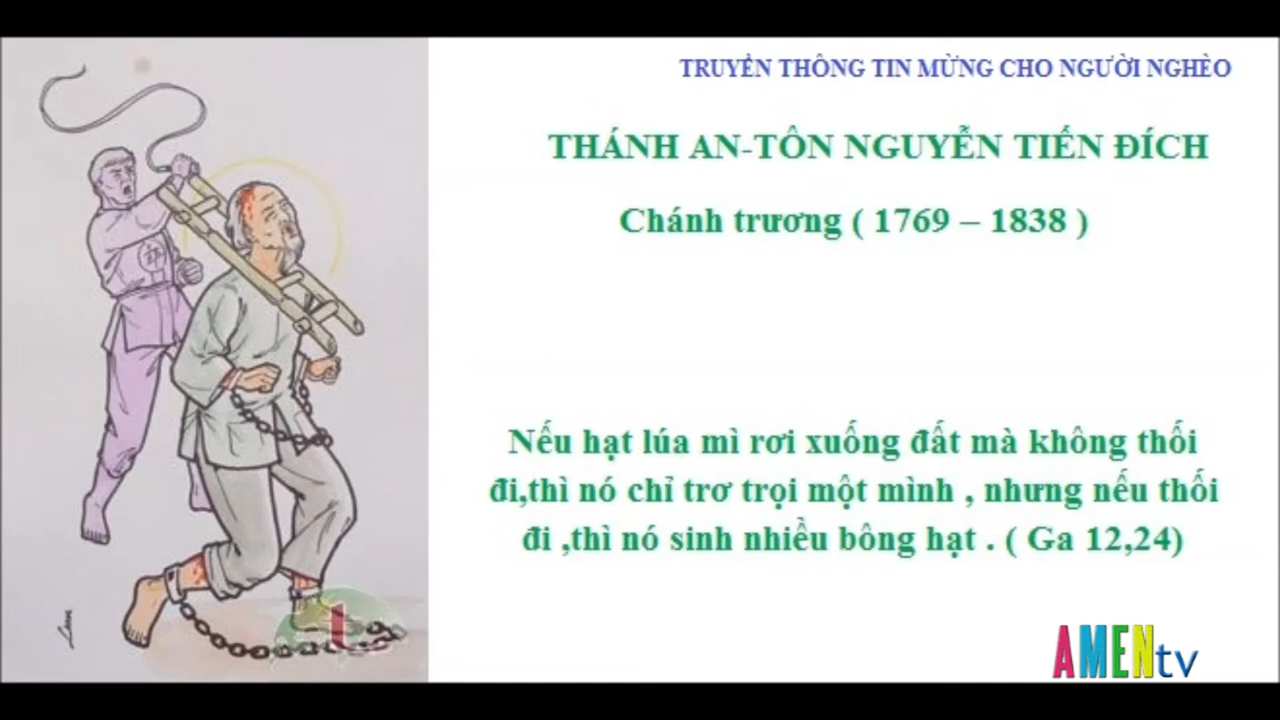 TRUYỀN THÔNG TIN MỪNG CHO NGƯỜI NGHÈO
THÁNH AN-TÔN NGUYỄN TIẾN ĐÍCH
Chánh trương ( 1769 – 1838 )
Nếu hạt lúa mì rơi xuống đất mà không thối
đi,thì nó chỉ trơ trọi một mình , nhưng nếu thối
đi ,thì nó sinh nhiều bông hạt . ( Ga 12,24)
AMENtv